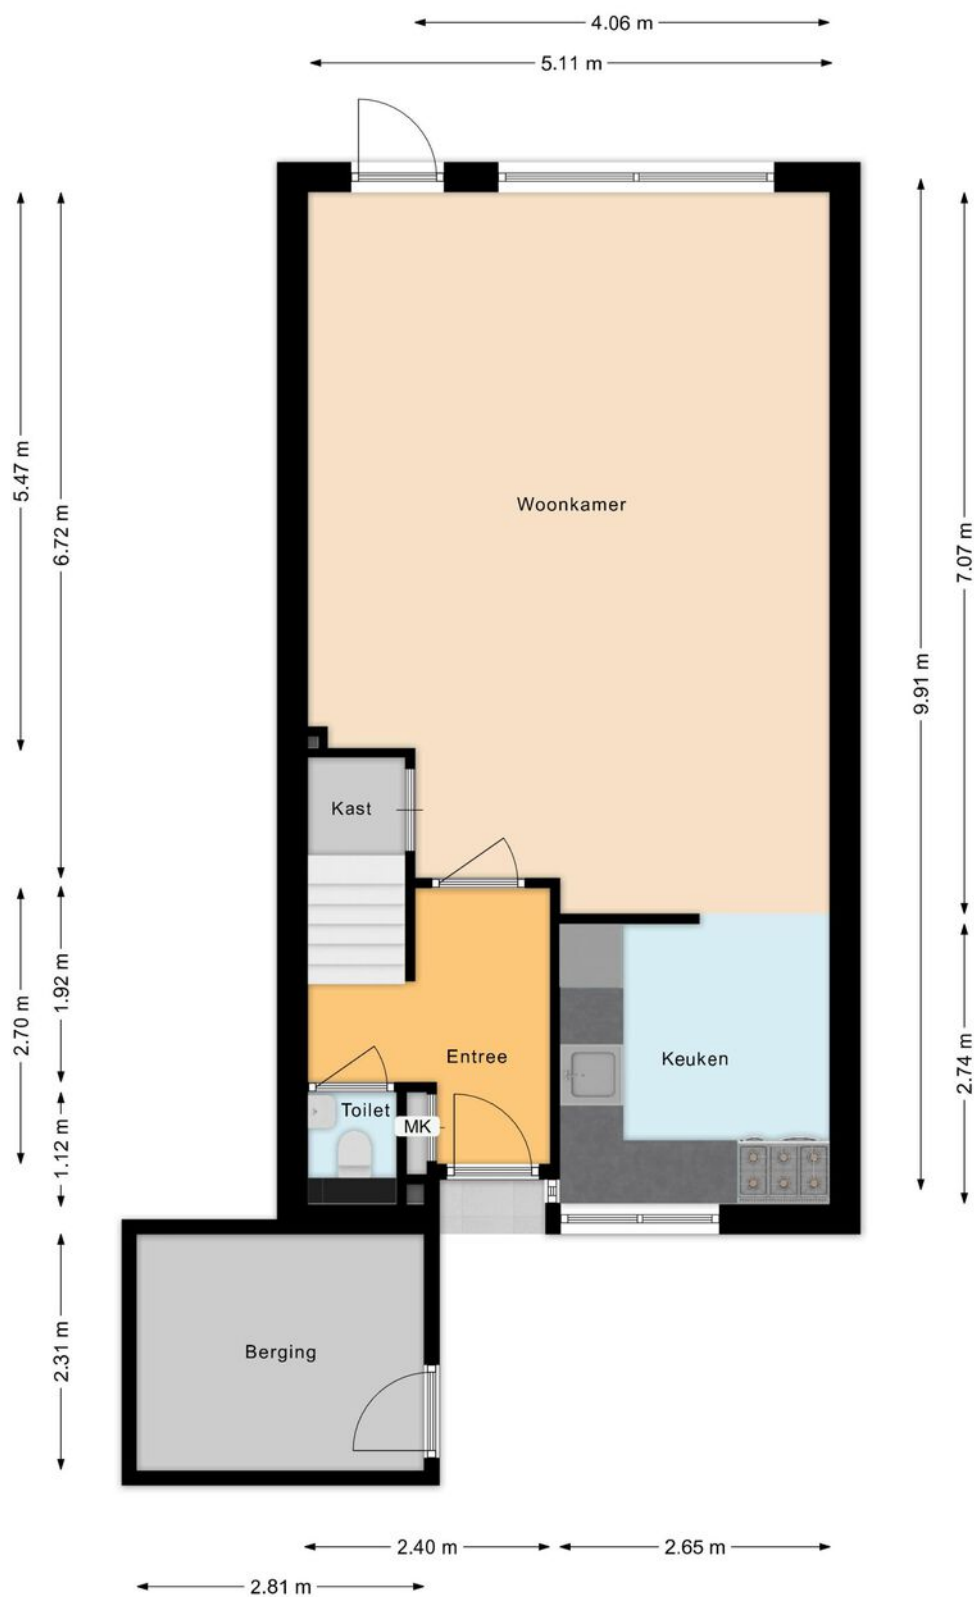 4.06 m
5.11 m
5.47 m
6.72 m
Woonkamer
7.07 m
9.91 m
Kast
1.92 m
2.70 m
Entree
Keuken
2.74 m
Toilet
MK
1.12 m
2.31 m
Berging
2.40 m
2.65 m
2.81 m